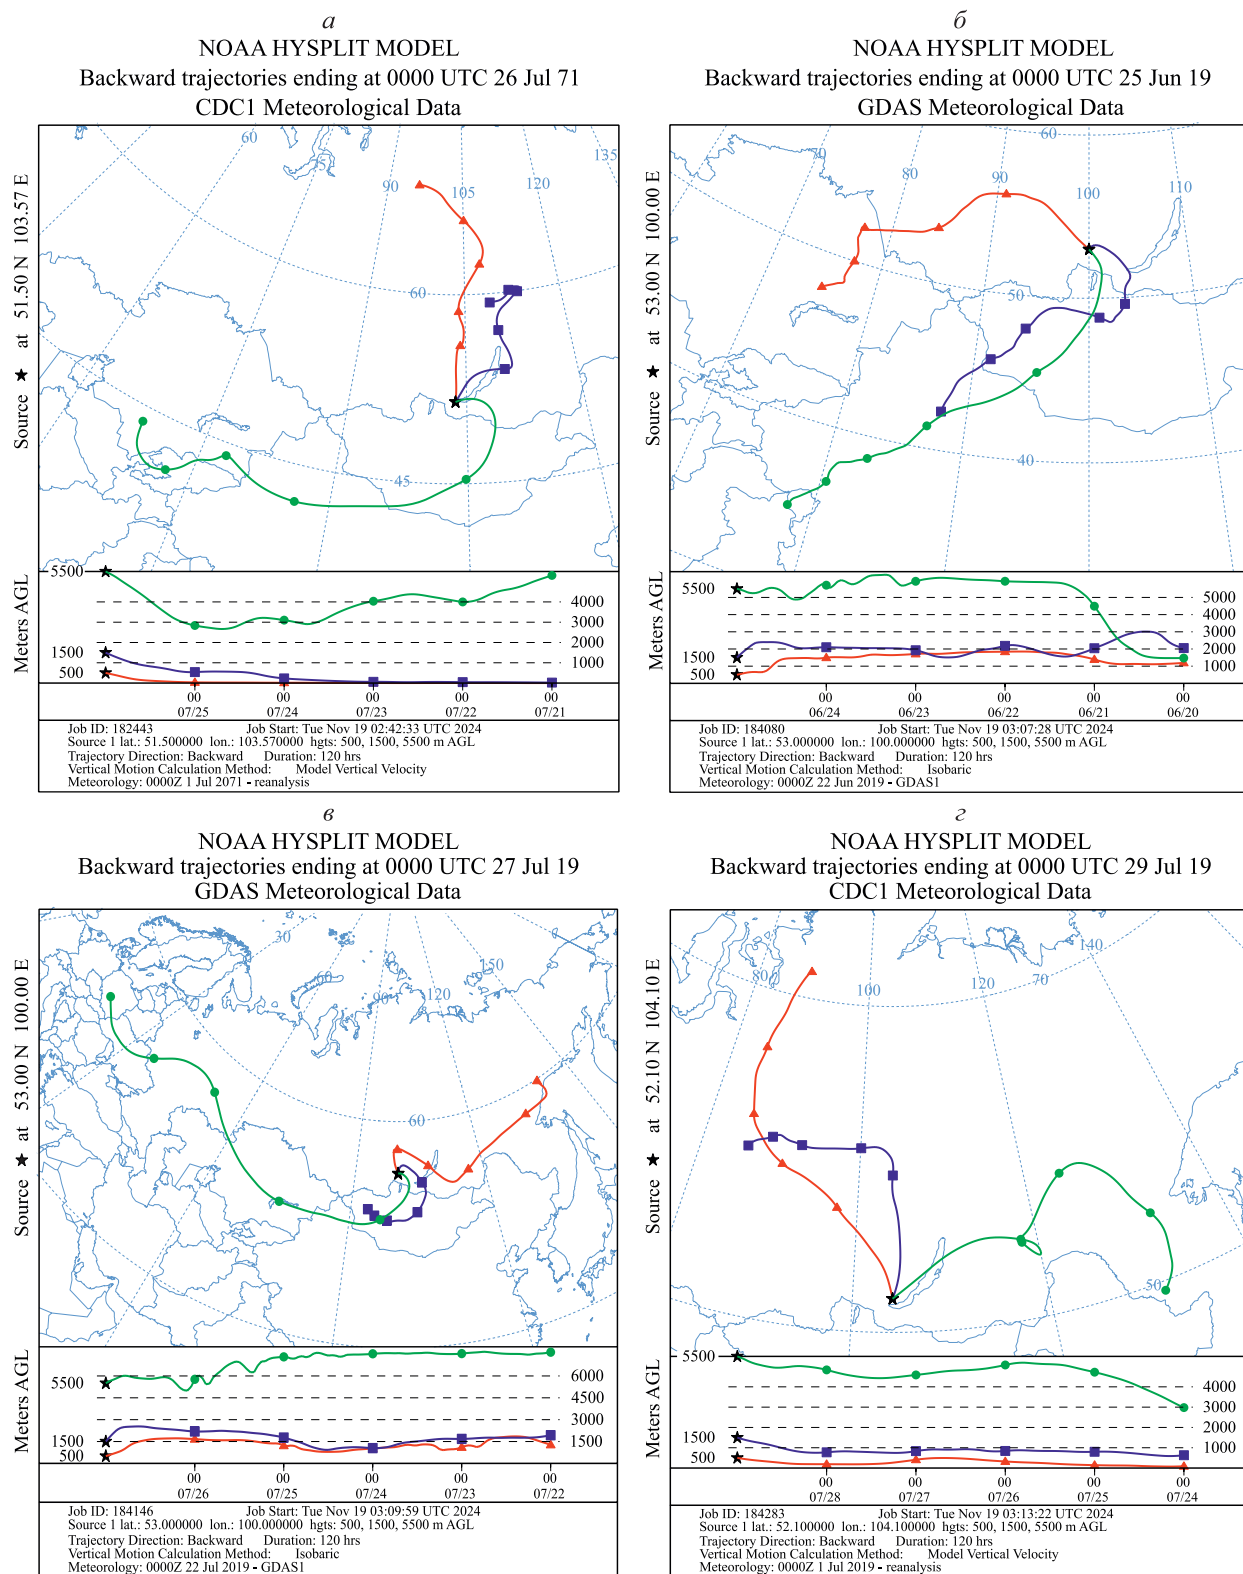 а
NOAA HYSPLIT MODEL
Backward trajectories ending at 0000 UTC 26 Jul 71
CDC1 Meteorological Data
Source ★ at 51.50 N 103.57 E
60
75
90
105
120
135
60
45
Meters AGL
5500
1500
500
4000
3000
2000
1000
00 00 00 00 00
07/25 07/24 07/23 07/22 07/21
Job ID: 182443 Job Start: Tue Nov 19 02:42:33 UTC 2024
Source 1 lat.: 51.500000 lon.: 103.570000 hgts: 500, 1500, 5500 m AGL
Trajectory Direction: Backward Duration: 120 hrs
Vertical Motion Calculation Method: Model Vertical Velocity
Meteorology: 0000Z 1 Jul 2071 - reanalysis
б
NOAA HYSPLIT MODEL
Backward trajectories ending at 0000 UTC 25 Jun 19
GDAS Meteorological Data
Source ★ at 53.00 N 100.00 E
70
80
90
60
100
110
50
40
Meters AGL
5500
1500
500
5000
4000
3000
2000
1000
00 00 00 00 00
06/24 06/23 06/22 06/21 06/20
Job ID: 184080 Job Start: Tue Nov 19 03:07:28 UTC 2024
Source 1 lat.: 53.000000 lon.: 100.000000 hgts: 500, 1500, 5500 m AGL
Trajectory Direction: Backward Duration: 120 hrs
Vertical Motion Calculation Method: Isobaric
Meteorology: 0000Z 22 Jun 2019 - GDAS1
в
NOAA HYSPLIT MODEL
Backward trajectories ending at 0000 UTC 27 Jul 19
GDAS Meteorological Data
Source ★ at 53.00 N 100.00 E
30
60
90
120
150
60
Meters AGL
5500
1500
500
6000
4500
3000
1500
00 00 00 00 00
07/26 07/25 07/24 07/23 07/22
Job ID: 184146 Job Start: Tue Nov 19 03:09:59 UTC 2024
Source 1 lat.: 53.000000 lon.: 100.000000 hgts: 500, 1500, 5500 m AGL
Trajectory Direction: Backward Duration: 120 hrs
Vertical Motion Calculation Method: Isobaric
Meteorology: 0000Z 22 Jul 2019 - GDAS1
г
NOAA HYSPLIT MODEL
Backward trajectories ending at 0000 UTC 29 Jul 19
CDC1 Meteorological Data
Source ★ at 52.10 N 104.10 E
80
100
120
70
140
50
Meters AGL
5500
1500
500
4000
3000
2000
1000
00 00 00 00 00
07/28 07/27 07/26 07/25 07/24
Job ID: 184283 Job Start: Tue Nov 19 03:13:22 UTC 2024
Source 1 lat.: 52.100000 lon.: 104.100000 hgts: 500, 1500, 5500 m AGL
Trajectory Direction: Backward Duration: 120 hrs
Vertical Motion Calculation Method: Model Vertical Velocity
Meteorology: 0000Z 1 Jul 2019 - reanalysis